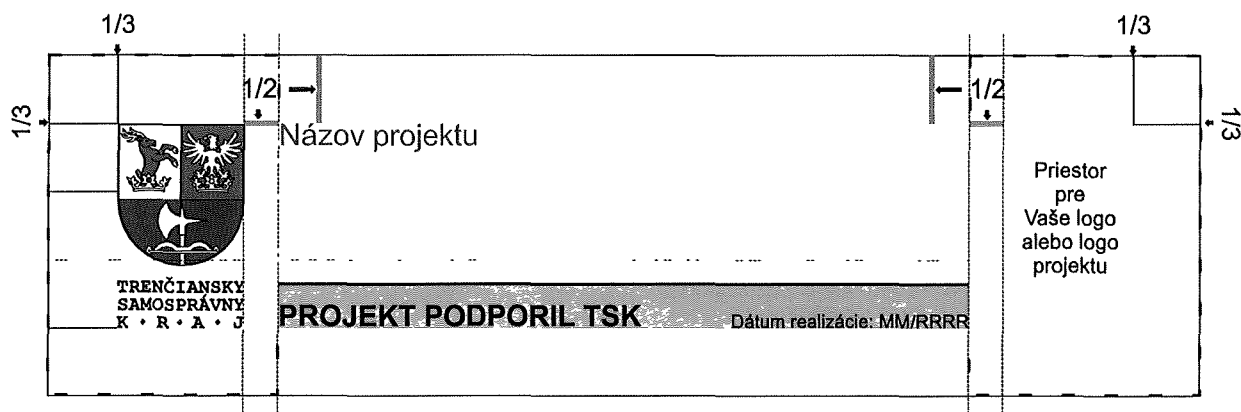 1/3
1/3
1/2
1/2
1/3
1/3
Názov projektu
Priestor
pre
Vaše logo
alebo logo
projektu
TRENČIANSKY
SAMOSPRÁVNY
K · R · A · J
PROJEKT PODPORIL TSK
Dátum realizácie: MM/RRRR